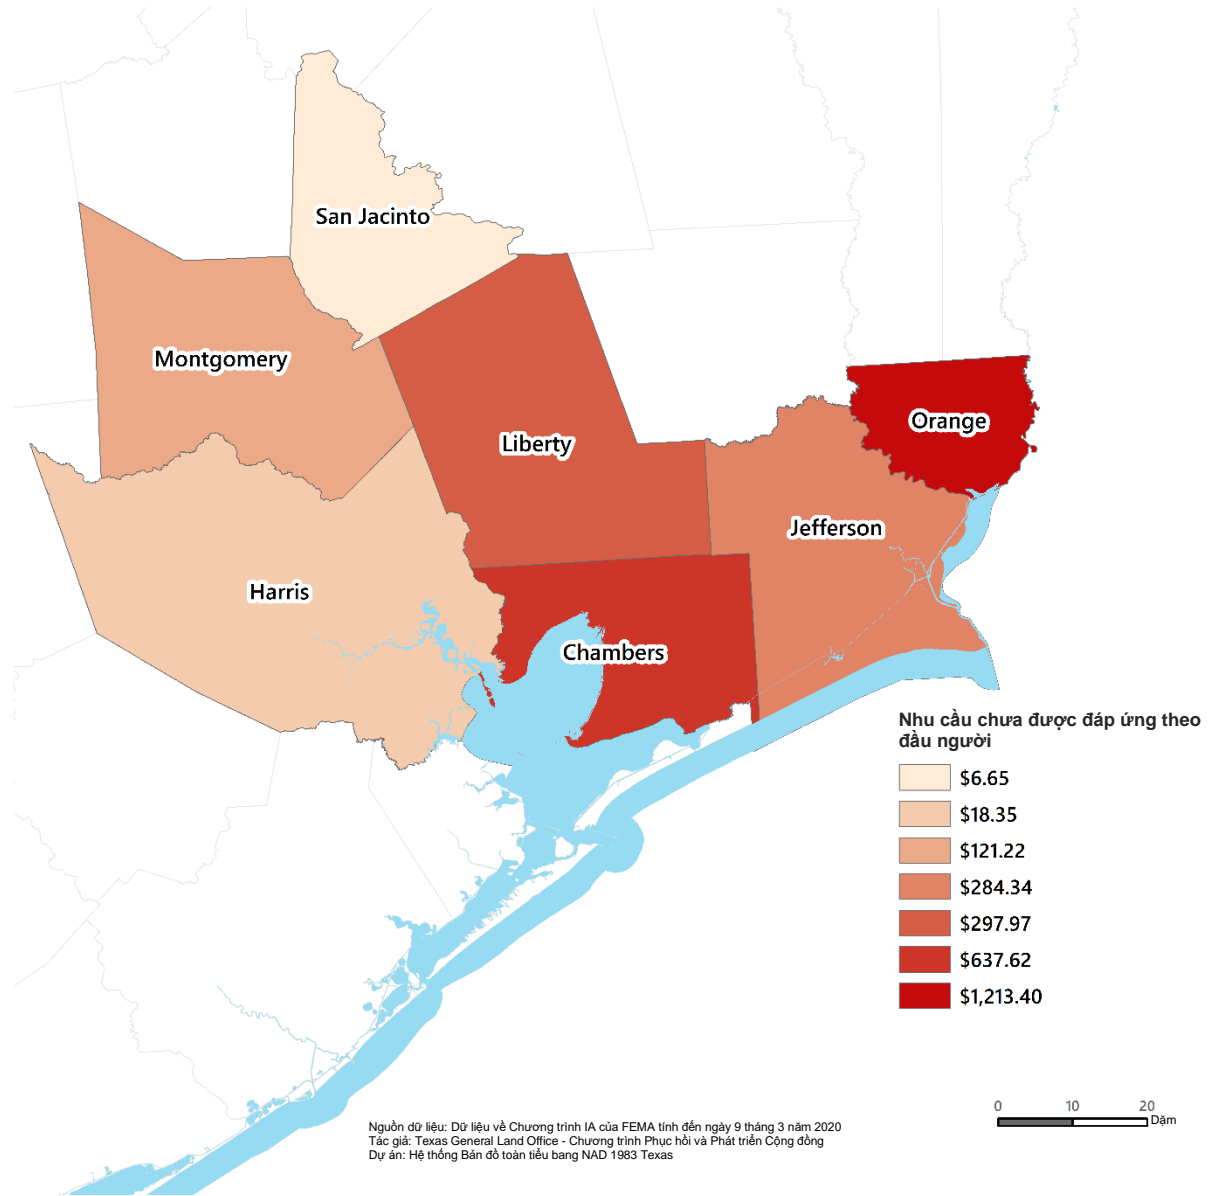 San Jacinto
Montgomery
Orange
Liberty
Jefferson
Harris
Chambers
Nhu cầu chưa được đáp ứng theo
đầu người
$6.65
$18.35
$121.22
$284.34
$297.97
$637.62
$1,213.40
0 10 20
Dặm
Nguồn dữ liệu: Dữ liệu về Chương trình IA của FEMA tính đến ngày 9 tháng 3 năm 2020
Tác giả: Texas General Land Office - Chương trình Phục hồi và Phát triển Cộng đồng
Dự án: Hệ thống Bản đồ toàn tiểu bang NAD 1983 Texas